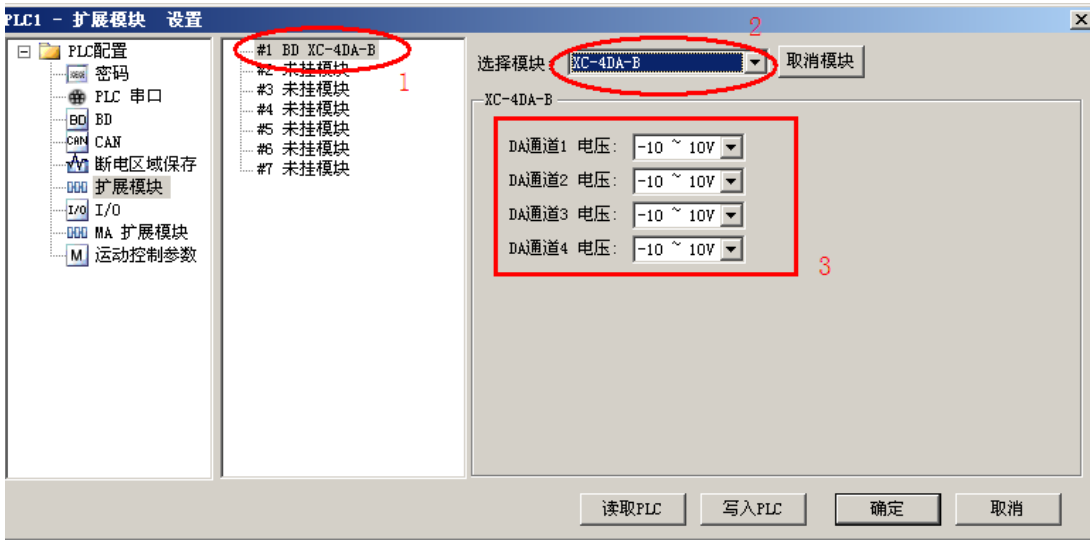 PLC1 - 扩展模块 设置
PLC配置
密码
PLC 串口
BD BD
CAN CAN
断电区域保存
扩展模块
I/O I/O
MA 扩展模块
M 运动控制参数
#1 BD XC-4DA-B
#2 未挂模块
#3 未挂模块
#4 未挂模块
#5 未挂模块
#6 未挂模块
#7 未挂模块
1
2
选择模块: XC-4DA-B 取消模块
XC-4DA-B
DA通道1 电压: -10 ~ 10V
DA通道2 电压: -10 ~ 10V
DA通道3 电压: -10 ~ 10V
DA通道4 电压: -10 ~ 10V
3
读取PLC 写入PLC 确定 取消